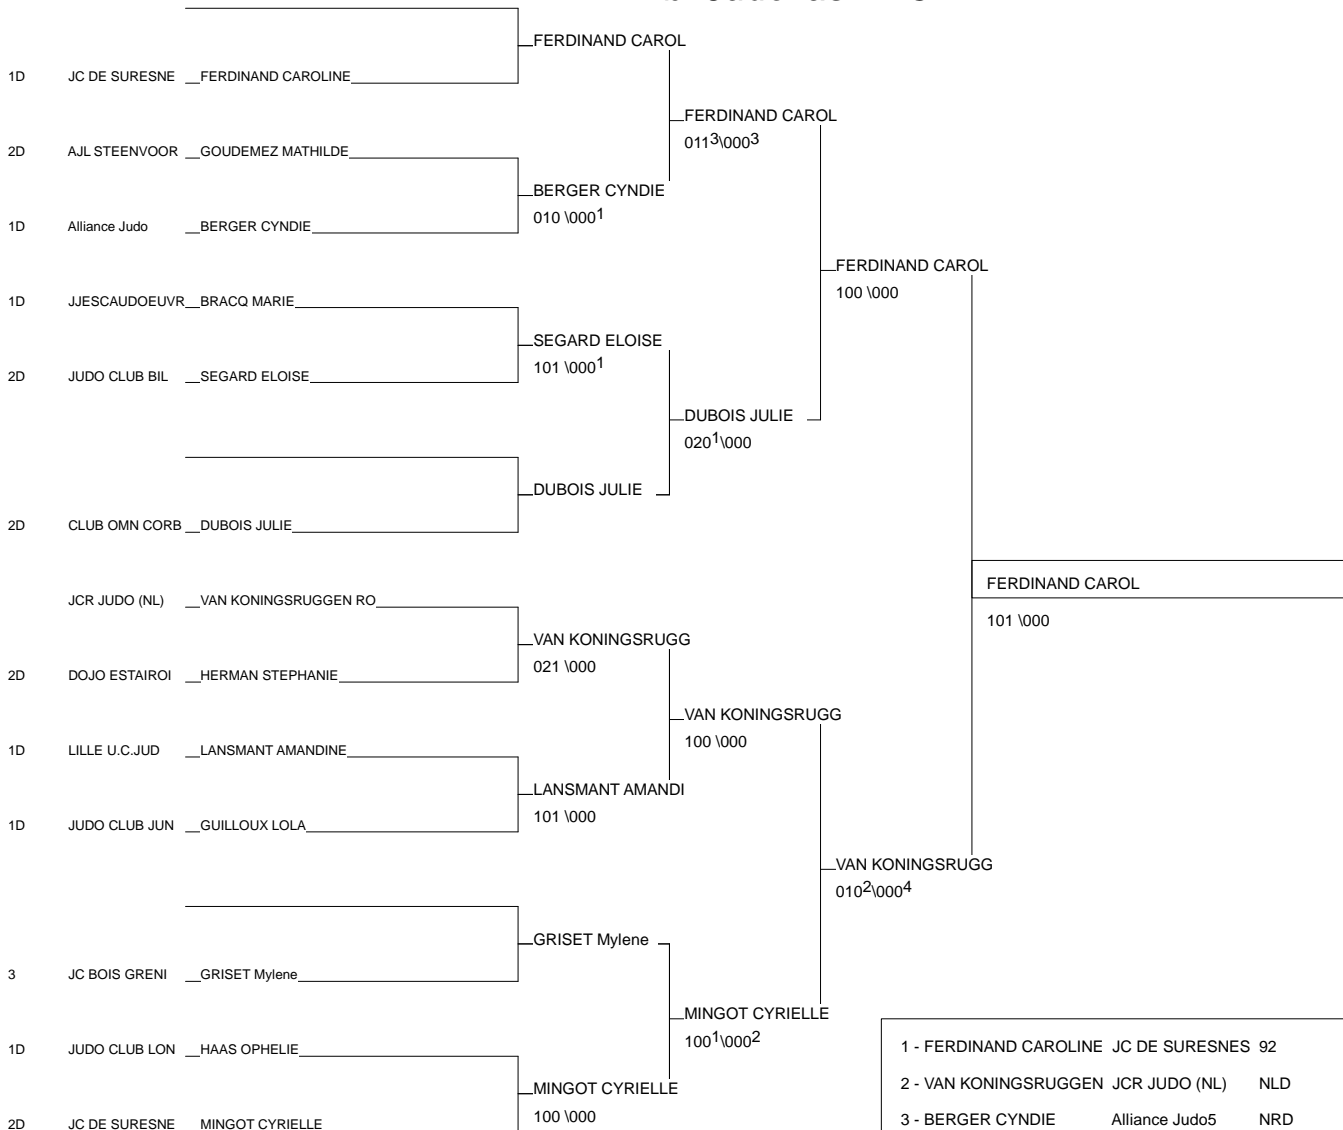 FERDINAND CAROL
1D JC DE SURESNE FERDINAND CAROLINE
FERDINAND CAROL
0113\0003
2D AJL STEENVOOR GOUDEMEZ MATHILDE
BERGER CYNDIE
010 \0001
1D Alliance Judo BERGER CYNDIE
FERDINAND CAROL
100 \000
1D JJESCAUDOEUVR BRACQ MARIE
SEGARD ELOISE
101 \0001
2D JUDO CLUB BIL SEGARD ELOISE
DUBOIS JULIE
0201\000
DUBOIS JULIE
2D CLUB OMN CORB DUBOIS JULIE
FERDINAND CAROL
101 \000
JCR JUDO (NL) VAN KONINGSRUGGEN RO
VAN KONINGSRUGG
021 \000
2D DOJO ESTAIROI HERMAN STEPHANIE
VAN KONINGSRUGG
100 \000
1D LILLE U.C.JUD LANSMANT AMANDINE
LANSMANT AMANDI
101 \000
1D JUDO CLUB JUN GUILLOUX LOLA
VAN KONINGSRUGG
0102\0004
GRISET Mylene
3 JC BOIS GRENI GRISET Mylene
MINGOT CYRIELLE
1001\0002
1D JUDO CLUB LON HAAS OPHELIE
MINGOT CYRIELLE
100 \000
2D JC DE SURESNE MINGOT CYRIELLE
1 - FERDINAND CAROLINE JC DE SURESNES 92
2 - VAN KONINGSRUGGEN JCR JUDO (NL) NLD
3 - BERGER CYNDIE Alliance Judo5 NRD